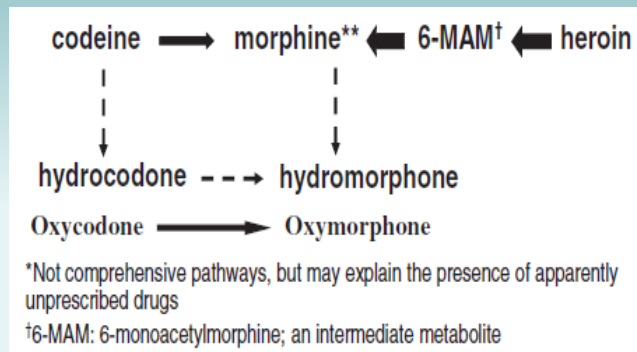 codeine morphine** 6-MAM† heroin
hydrocodone hydromorphone
Oxycodone Oxymorphone
*Not comprehensive pathways, but may explain the presence of apparently
unprescribed drugs
†6-MAM: 6-monoacetylmorphine; an intermediate metabolite